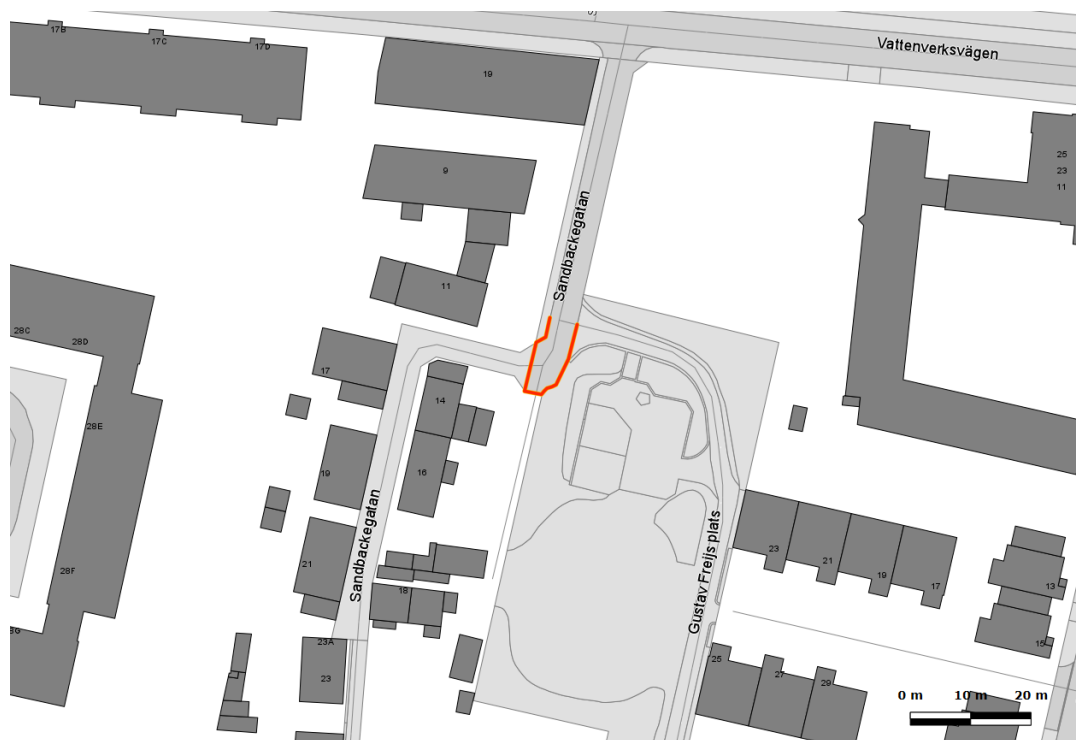 17B
17C
17D
S
Vattenverksvägen
19
9
25
23
11
Sandbackegatan
11
28C
28D
17
14
28E
19
16
Sandbackegatan
Gustav Freijs plats
23
21
19
17
21
28F
18
13
15
23A
23
25
27
29
0 m 10 m 20 m